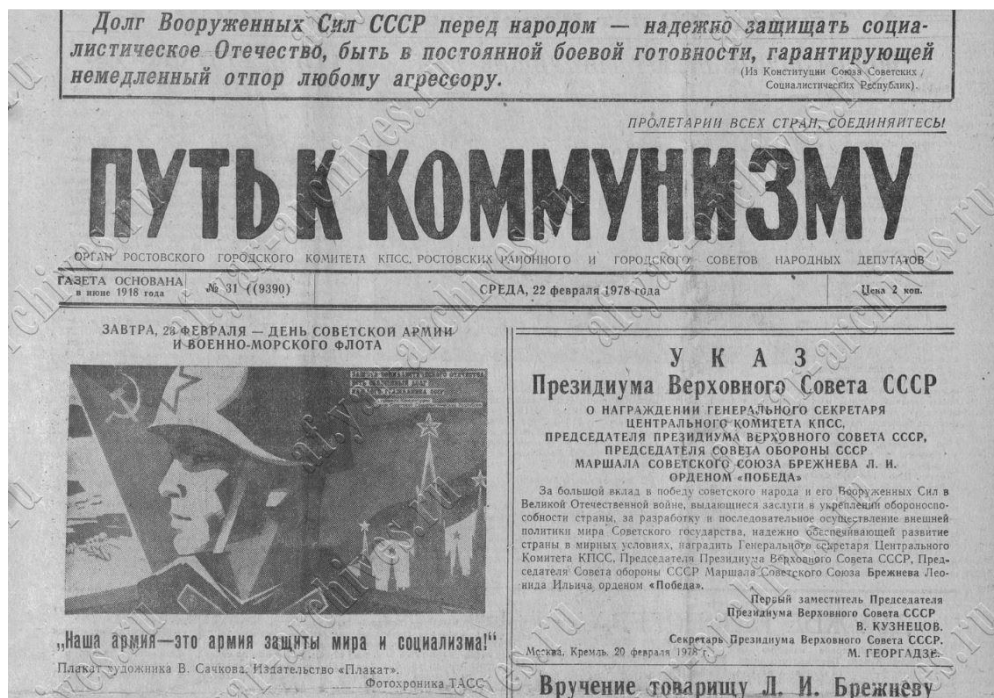 Долг Вооруженных Сил СССР перед народом — надежно защищать социа-
листическое Отечество, быть в постоянной боевой готовности, гарантирующей
немедленный отпор любому агрессору.
(Из Конституции Союза Советских
Социалистических Республик).
ПРОЛЕТАРИИ ВСЕХ СТРАН, СОЕДИНЯЙТЕСЬ!
ПУТЬ К КОММУНИЗМУ
ОРГАН РОСТОВСКОГО ГОРОДСКОГО КОМИТЕТА КПСС, РОСТОВСКИХ РАЙОННОГО И ГОРОДСКОГО СОВЕТОВ НАРОДНЫХ ДЕПУТАТОВ
ГАЗЕТА ОСНОВАНА
в июне 1918 года
№ 31 ((9390)
СРЕДА, 22 февраля 1978 года
Цена 2 коп.
ЗАВТРА, 23 ФЕВРАЛЯ — ДЕНЬ СОВЕТСКОЙ АРМИИ
И ВОЕННО-МОРСКОГО ФЛОТА
„Наша армия—это армия защиты мира и социализма!“
Плакат художника В. Сачкова. Издательство «Плакат».
Фотохроника ТАСС
УКАЗ
Президиума Верховного Совета СССР
О НАГРАЖДЕНИИ ГЕНЕРАЛЬНОГО СЕКРЕТАРЯ
ЦЕНТРАЛЬНОГО КОМИТЕТА КПСС,
ПРЕДСЕДАТЕЛЯ ПРЕЗИДИУМА ВЕРХОВНОГО СОВЕТА СССР,
ПРЕДСЕДАТЕЛЯ СОВЕТА ОБОРОНЫ СССР
МАРШАЛА СОВЕТСКОГО СОЮЗА БРЕЖНЕВА Л. И.
ОРДЕНОМ «ПОБЕДА»
За большой вклад в победу советского народа и его Вооруженных Сил в
Великой Отечественной войне, выдающиеся заслуги в укреплении обороноспо-
собности страны, за разработку и последовательное осуществление внешней
политики мира Советского государства, надежно обеспечивающей развитие
страны в мирных условиях, наградить Генерального секретаря Центрального
Комитета КПСС, Председателя Президиума Верховного Совета СССР, Пред-
седателя Совета обороны СССР Маршала Советского Союза Брежнева Лео-
нида Ильича орденом «Победа».
Первый заместитель Председателя
Президиума Верховного Совета СССР
В. КУЗНЕЦОВ.
Секретарь Президиума Верховного Совета СССР.
М. ГЕОРГАДЗЕ.
Москва, Кремль. 20 февраля 1978 г.
Вручение товарищу Л. И. Брежневу
af.yar-archives.ru